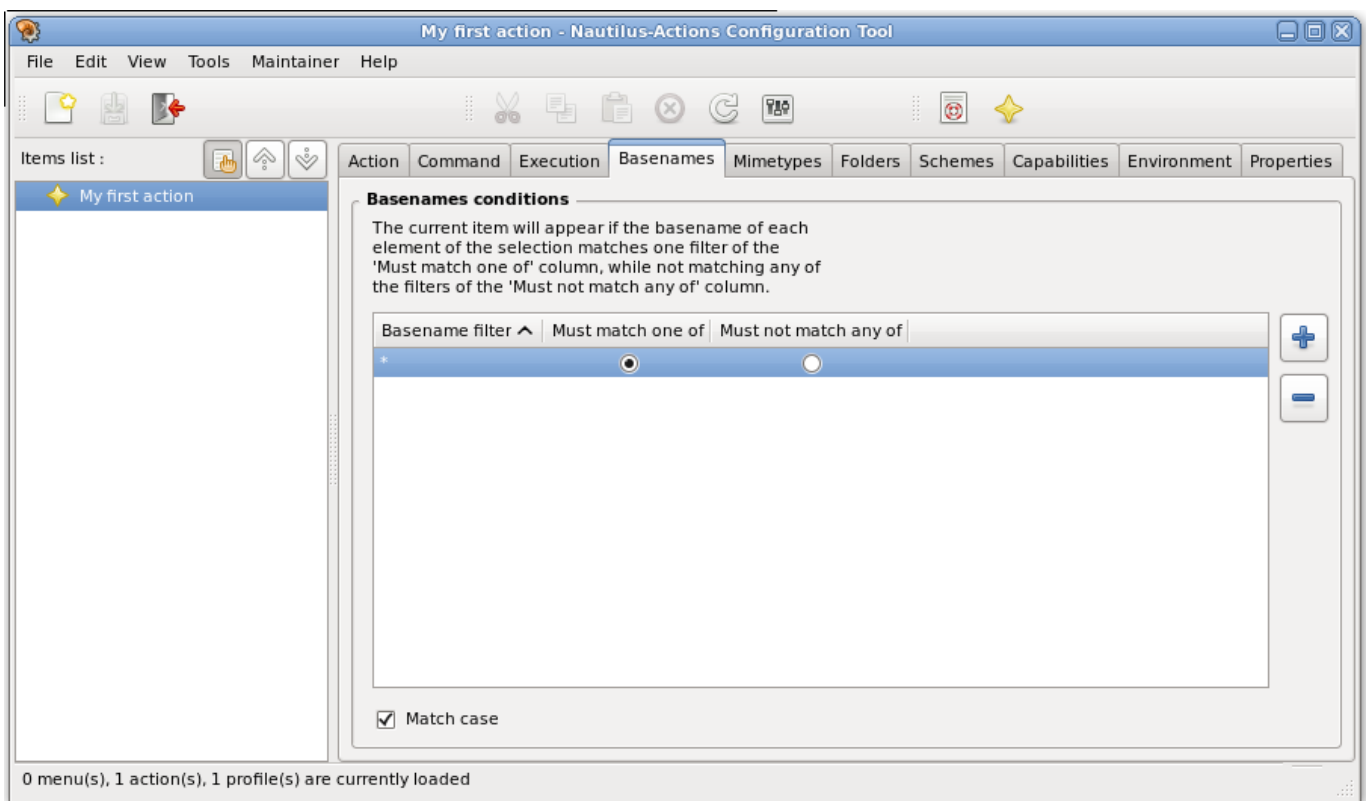 My first action - Nautilus-Actions Configuration Tool
File Edit View Tools Maintainer Help
Items list :
Action Command Execution Basenames Mimetypes Folders Schemes Capabilities Environment Properties
My first action
Basenames conditions
The current item will appear if the basename of each
element of the selection matches one filter of the
'Must match one of' column, while not matching any of
the filters of the 'Must not match any of' column.
Basename filter Must match one of Must not match any of
*
Match case
0 menu(s), 1 action(s), 1 profile(s) are currently loaded